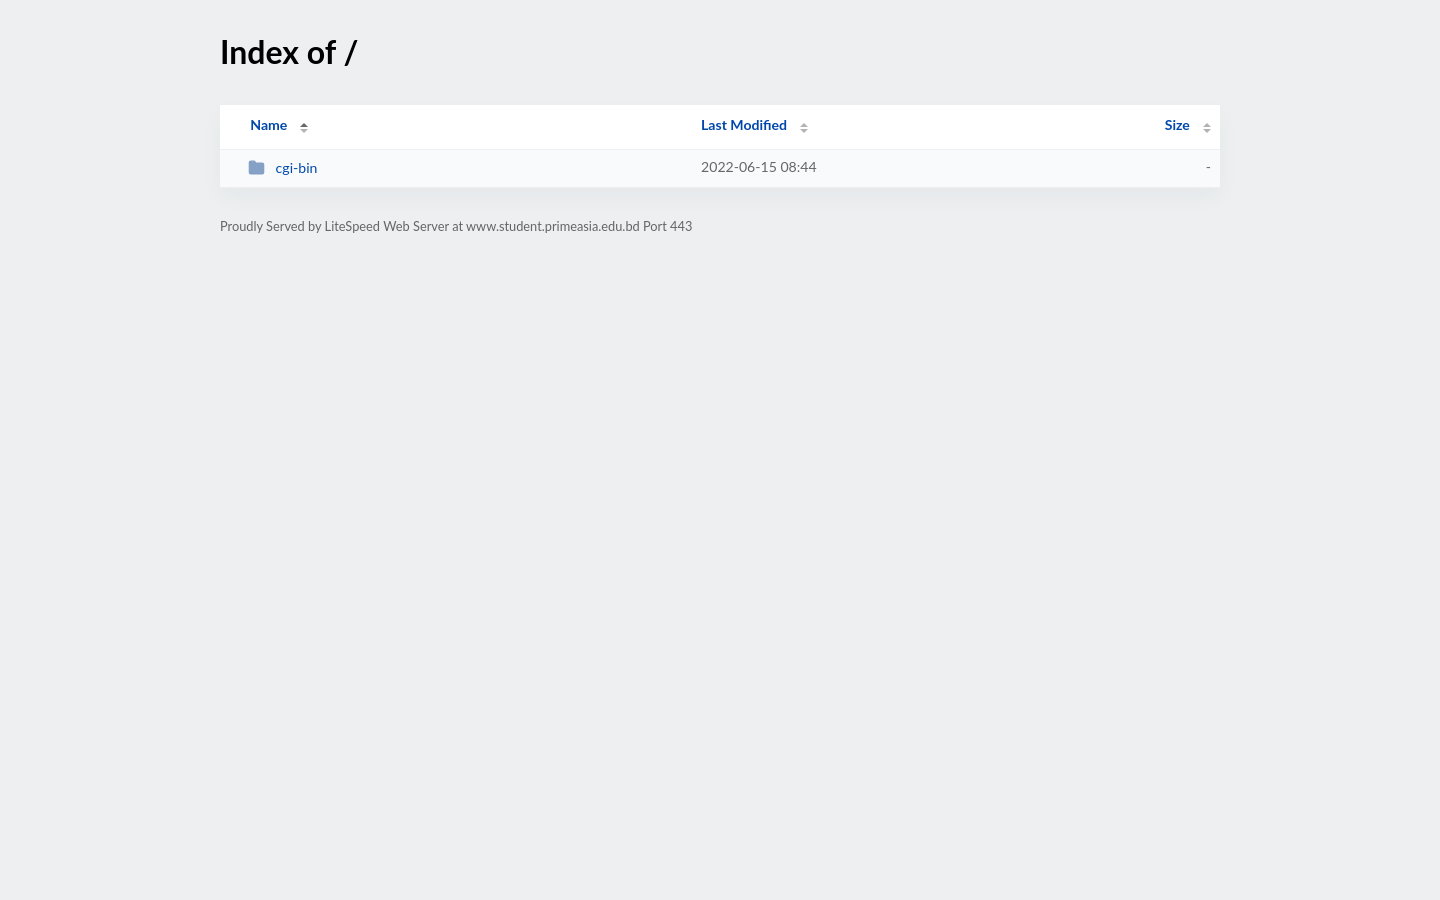 Index of /
Name Last Modified Size
cgi-bin 2022-06-15 08:44 -
Proudly Served by LiteSpeed Web Server at www.student.primeasia.edu.bd Port 443